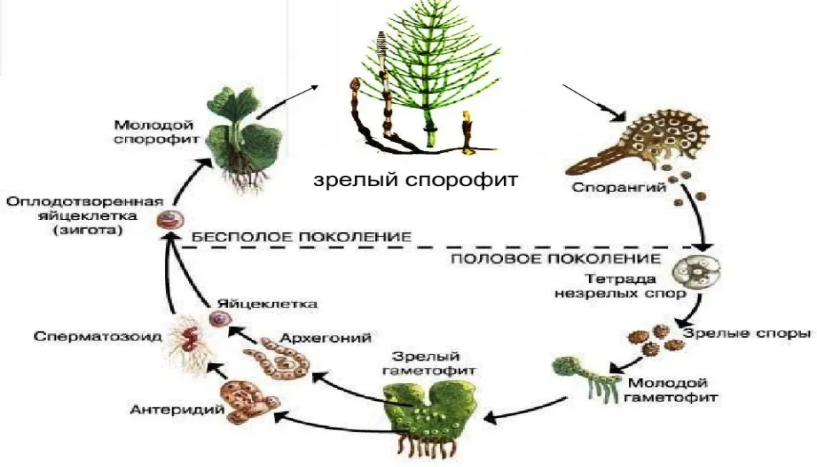 Молодой
спорофит
зрелый спорофит
Спорангий
Оплодотворенная
яйцеклетка
(зигота)
БЕСПОЛОЕ ПОКОЛЕНИЕ
ПОЛОВОЕ ПОКОЛЕНИЕ
Тетрада
незрелых спор
Яйцеклетка
Сперматозоид
Архегоний
Зрелый
гаметофит
Зрелые споры
Молодой
гаметофит
Антеридий